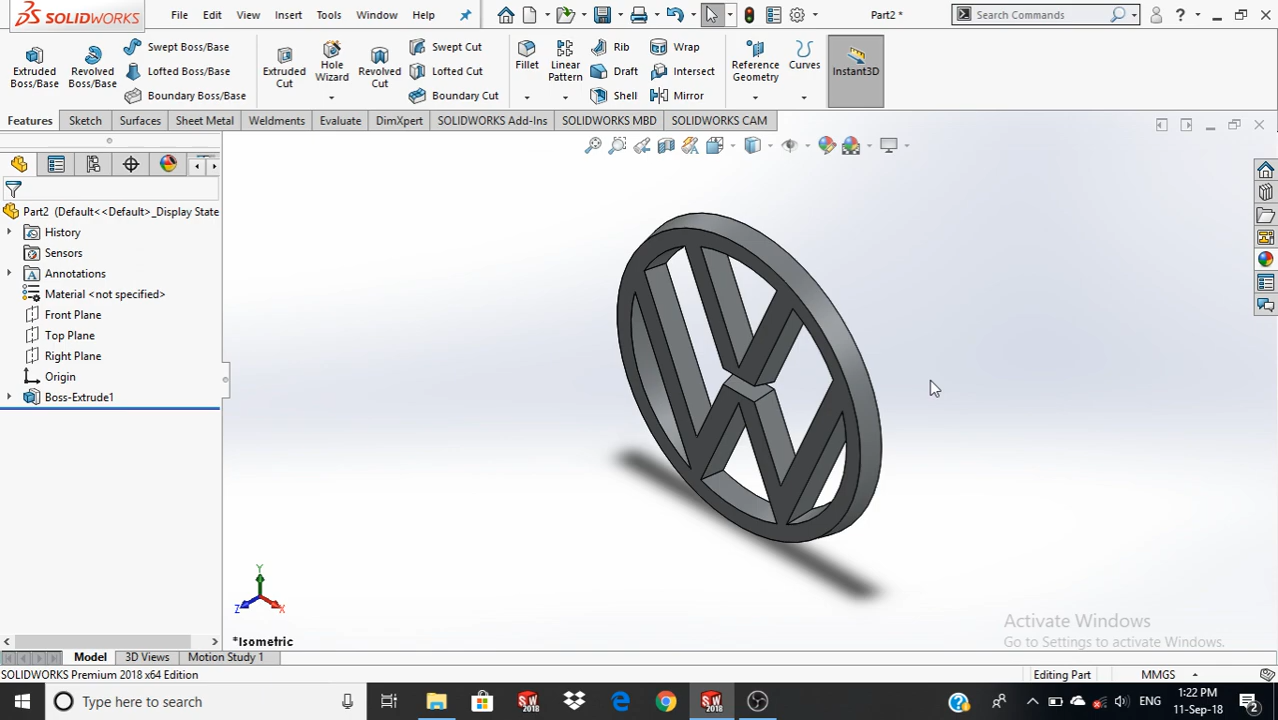 SOLIDWORKS File Edit View Insert Tools Window Help Part2 * Search Commands ?
Extruded Boss/Base Revolved Boss/Base Swept Boss/Base Lofted Boss/Base Boundary Boss/Base Extruded Cut Hole Wizard Revolved Cut Swept Cut Lofted Cut Boundary Cut Fillet Linear Pattern Rib Draft Shell Wrap Intersect Mirror Reference Geometry Curves Instant3D
Features Sketch Surfaces Sheet Metal Weldments Evaluate DimXpert SOLIDWORKS Add-Ins SOLIDWORKS MBD SOLIDWORKS CAM
Part2 (Default<<Default>_Display State
History
Sensors
Annotations
Material <not specified>
Front Plane
Top Plane
Right Plane
Origin
Boss-Extrude1
Y
Z X
*Isometric
Activate Windows
Go to Settings to activate Windows.
Model 3D Views Motion Study 1
SOLIDWORKS Premium 2018 x64 Edition Editing Part MMGS
Type here to search SW 2018 SW 2018 ENG 1:22 PM
11-Sep-18 2